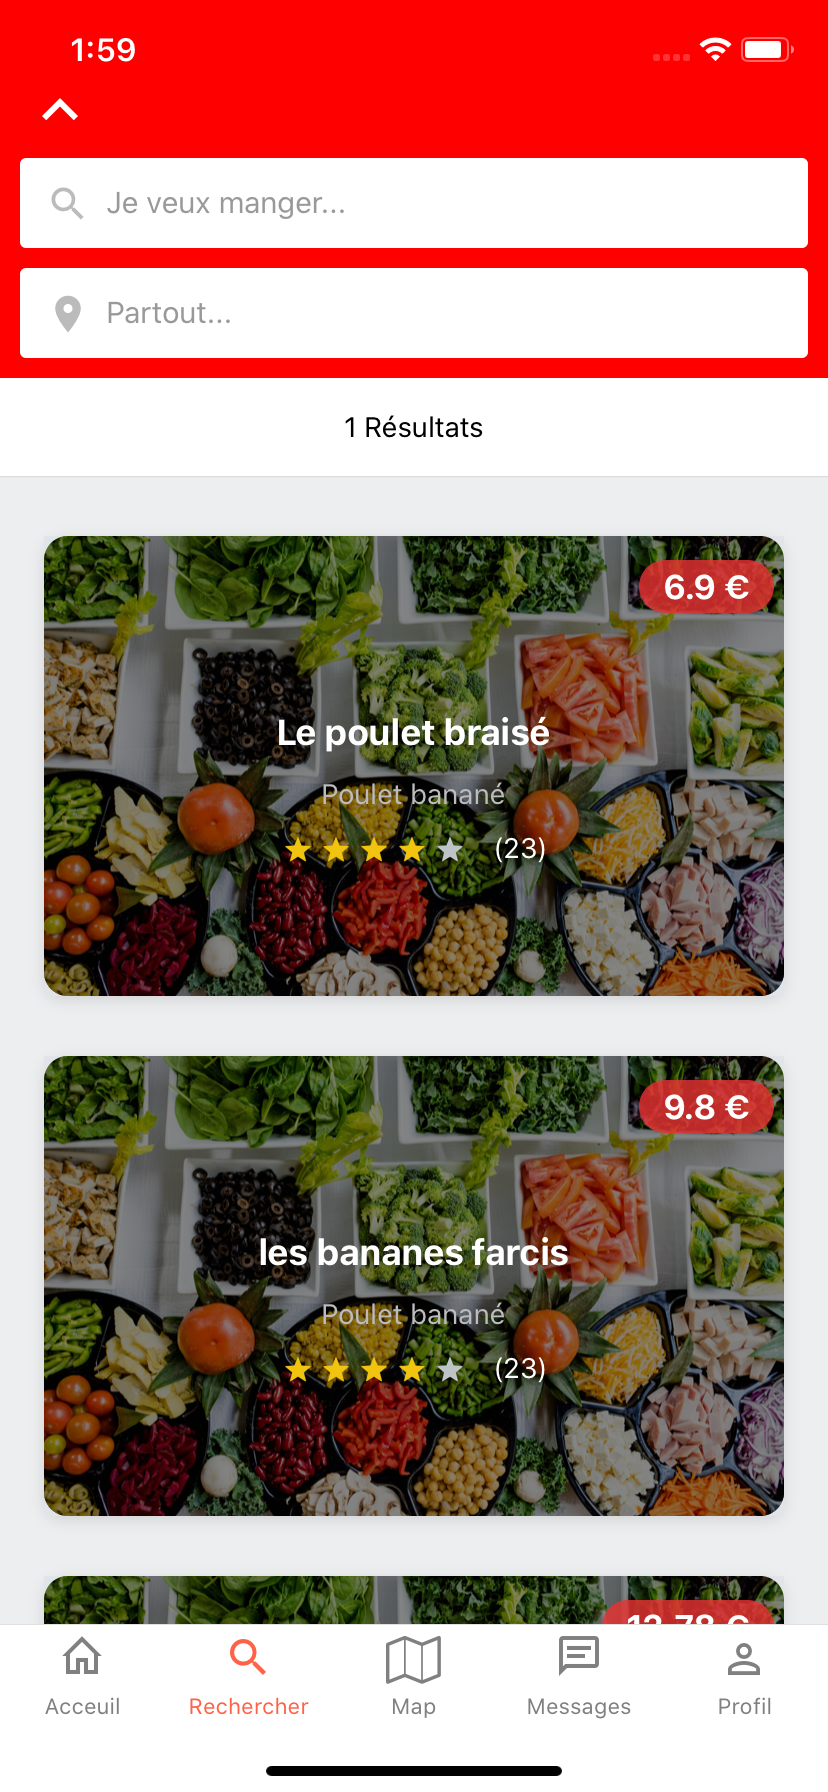 1:59
Je veux manger...
Partout...
1 Résultats
6.9 €
Le poulet braisé
Poulet banané
(23)
9.8 €
les bananes farcis
Poulet banané
(23)
Acceuil
Rechercher
Map
Messages
Profil